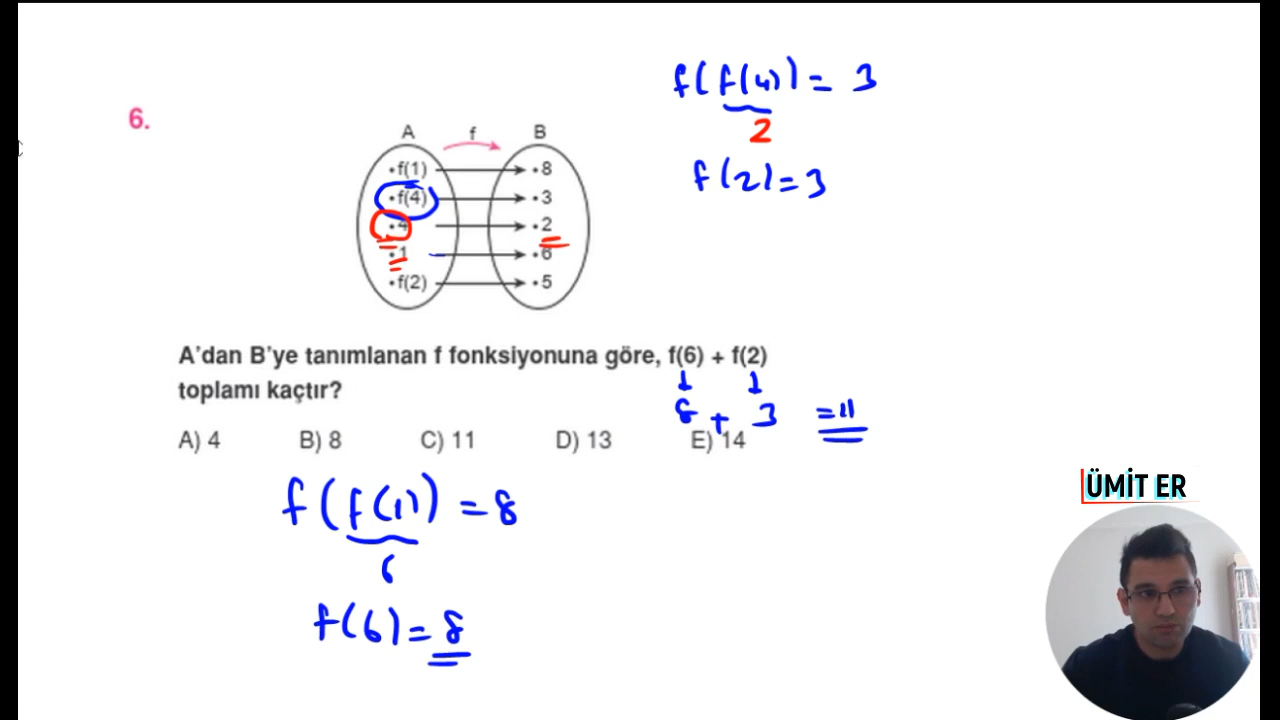 f(f(4)) = 3
2
f(2) = 3
6.
A f B
• f(1) • 8
• f(4) • 3
• 4 • 2
• 1 • 6
• f(2) • 5
A'dan B'ye tanımlanan f fonksiyonuna göre, f(6) + f(2)
toplamı kaçtır?
8 + 3 = 11
A) 4 B) 8 C) 11 D) 13 E) 14
f(f(1)) = 8
6
f(6) = 8
ÜMİT ER